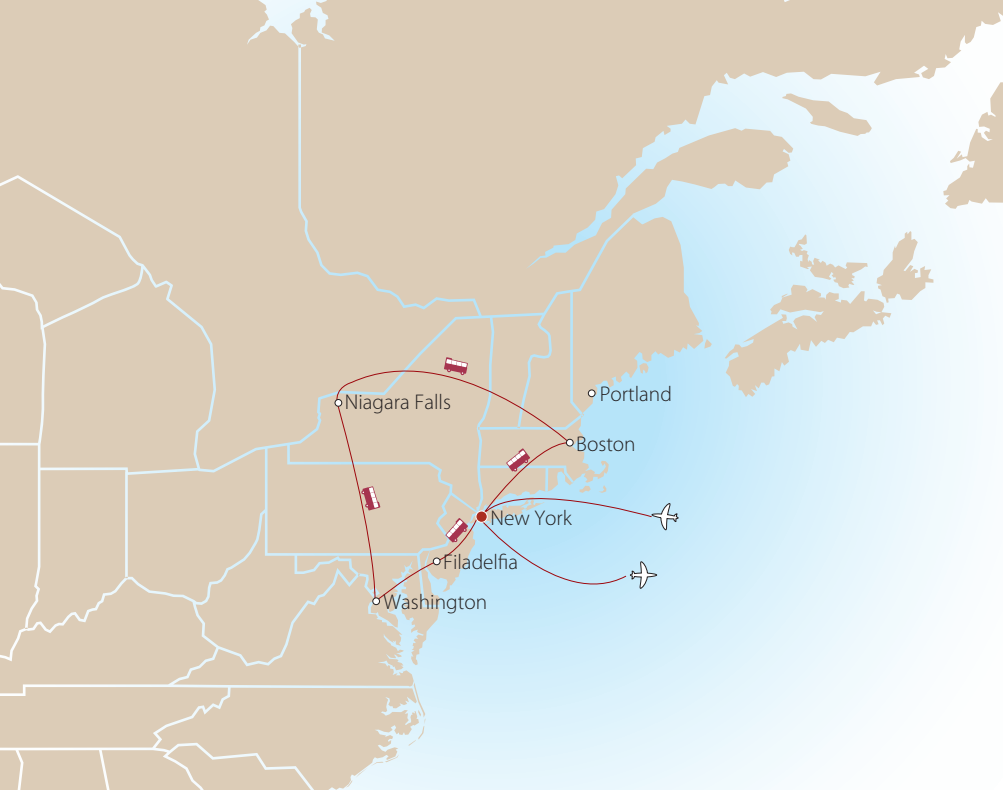 Portland
Niagara Falls
Boston
New York
Filadelfia
Washington